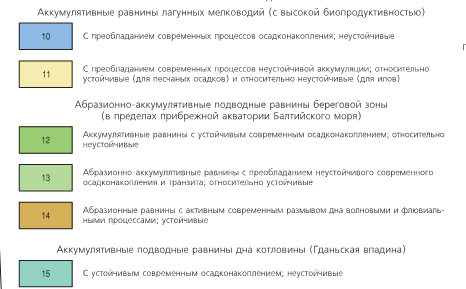 Аккумулятивные равнины лагунных мелководий (с высокой биопродуктивностью)
10 С преобладанием современных процессов осадконакопления; неустойчивые
11 С преобладанием современных процессов неустойчивой аккумуляции; относительно
устойчивые (для песчаных осадков) и относительно неустойчивые (для илов)
Абразионно-аккумулятивные подводные равнины береговой зоны
(в пределах прибрежной акватории Балтийского моря)
12 Аккумулятивные равнины с устойчивым современным осадконакоплением; относительно
неустойчивые
13 Абразионно-аккумулятивные равнины с преобладанием неустойчивого современного
осадконакопления и транзита; относительно устойчивые
14 Абразионные равнины с активным современным размывом дна волновыми и флювиаль-
ными процессами; устойчивые
Аккумулятивные подводные равнины дна котловины (Гданьская впадина)
15 С устойчивым современным осадконакоплением; неустойчивые